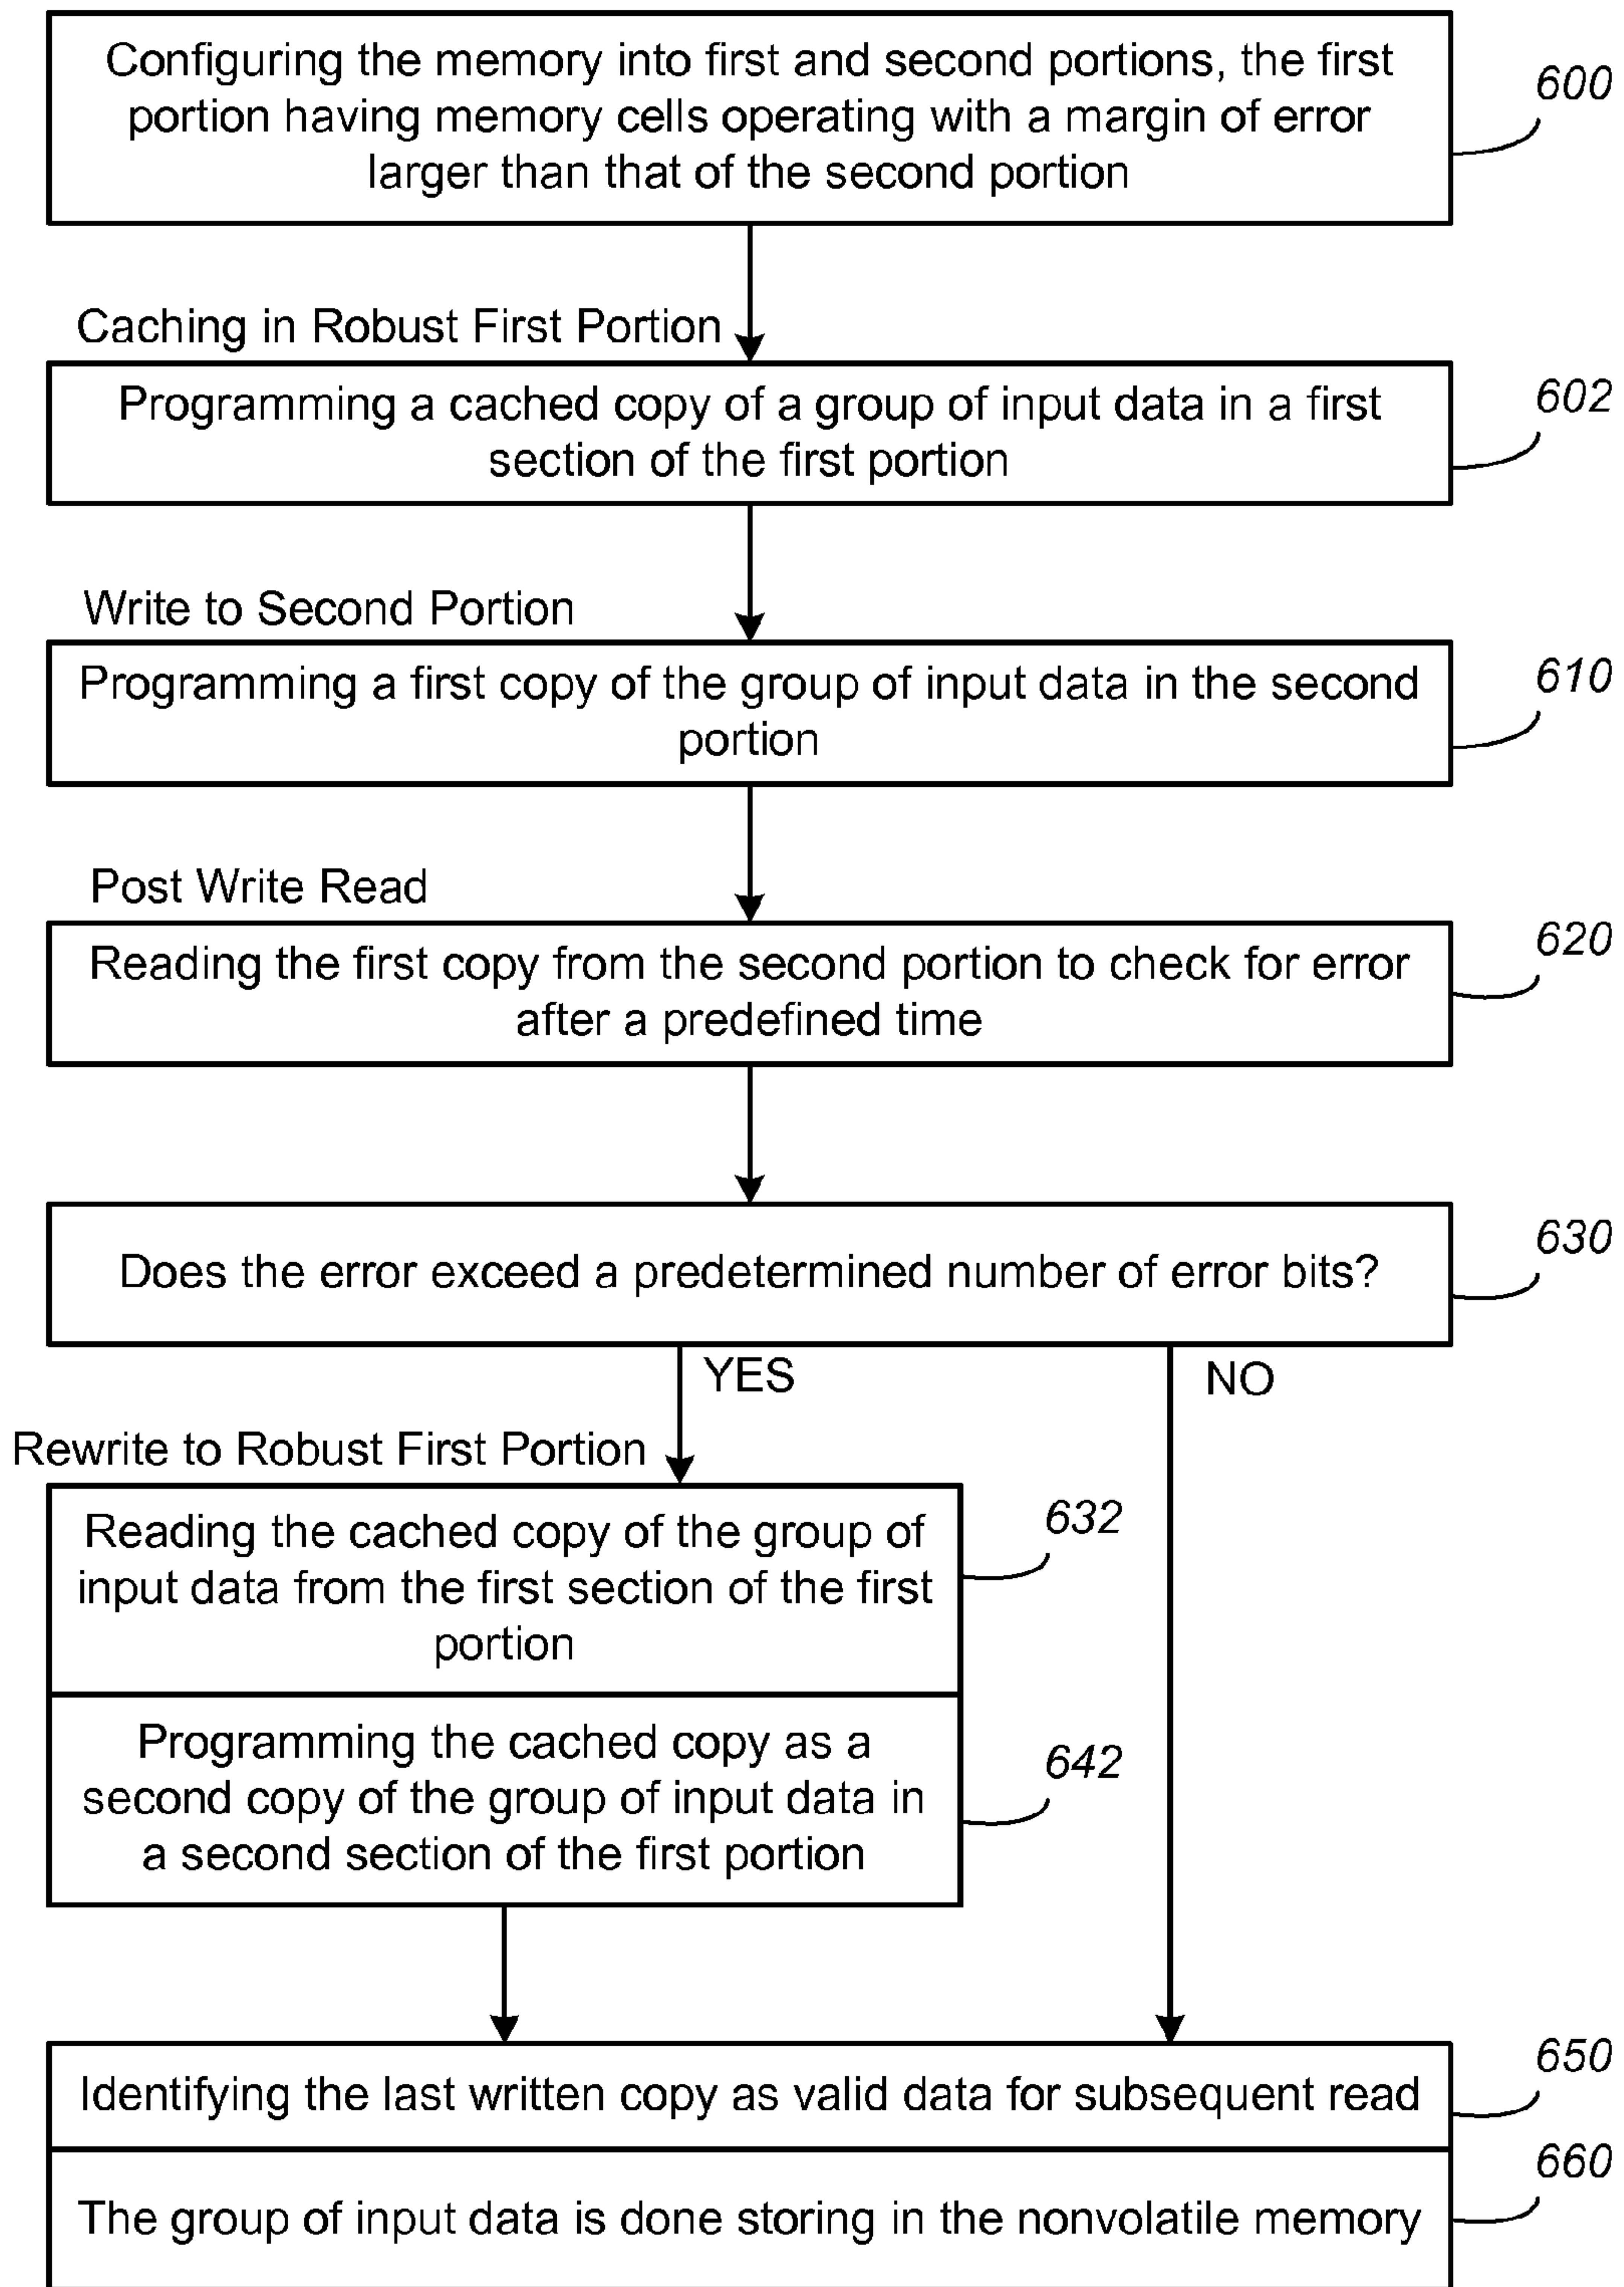 Configuring the memory into first and second portions, the first
portion having memory cells operating with a margin of error
larger than that of the second portion
600
Caching in Robust First Portion
Programming a cached copy of a group of input data in a first
section of the first portion
602
Write to Second Portion
Programming a first copy of the group of input data in the second
portion
610
Post Write Read
Reading the first copy from the second portion to check for error
after a predefined time
620
Does the error exceed a predetermined number of error bits?
630
YES
NO
Rewrite to Robust First Portion
Reading the cached copy of the group of
input data from the first section of the first
portion
632
Programming the cached copy as a
second copy of the group of input data in
a second section of the first portion
642
Identifying the last written copy as valid data for subsequent read
650
The group of input data is done storing in the nonvolatile memory
660